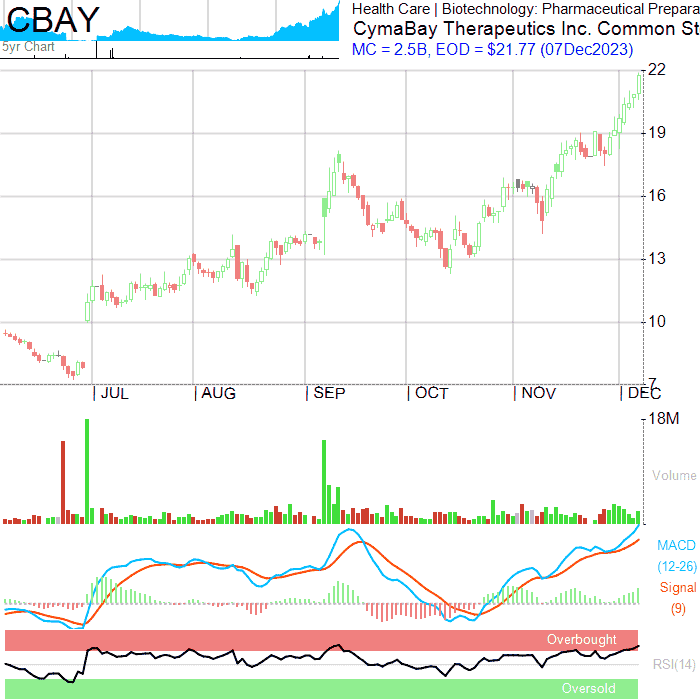 CBAY
5yr Chart
Health Care | Biotechnology: Pharmaceutical Prepara
CymaBay Therapeutics Inc. Common St
MC = 2.5B, EOD = $21.77 (07Dec2023)
22
19
16
13
10
7
JUL AUG SEP OCT NOV DEC
18M
Volume
MACD
(12-26)
Signal
(9)
Overbought
RSI(14)
Oversold